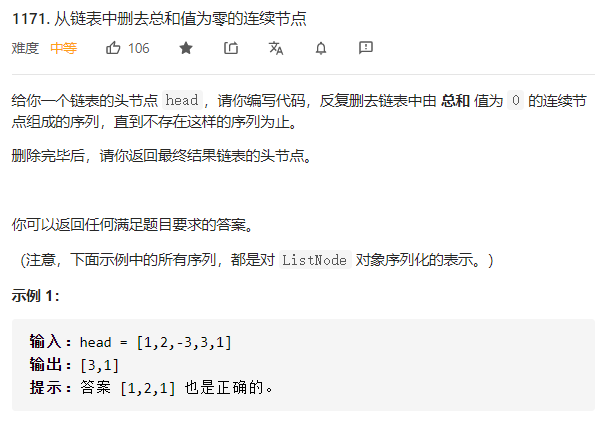 1171. 从链表中删去总和值为零的连续节点
难度 中等 106
给你一个链表的头节点 head，请你编写代码，反复删去链表中由 总和 值为 0 的连续节
点组成的序列，直到不存在这样的序列为止。
删除完毕后，请你返回最终结果链表的头节点。
你可以返回任何满足题目要求的答案。
（注意，下面示例中的所有序列，都是对 ListNode 对象序列化的表示。）
示例 1：
输入：head = [1,2,-3,3,1]
输出：[3,1]
提示：答案 [1,2,1] 也是正确的。